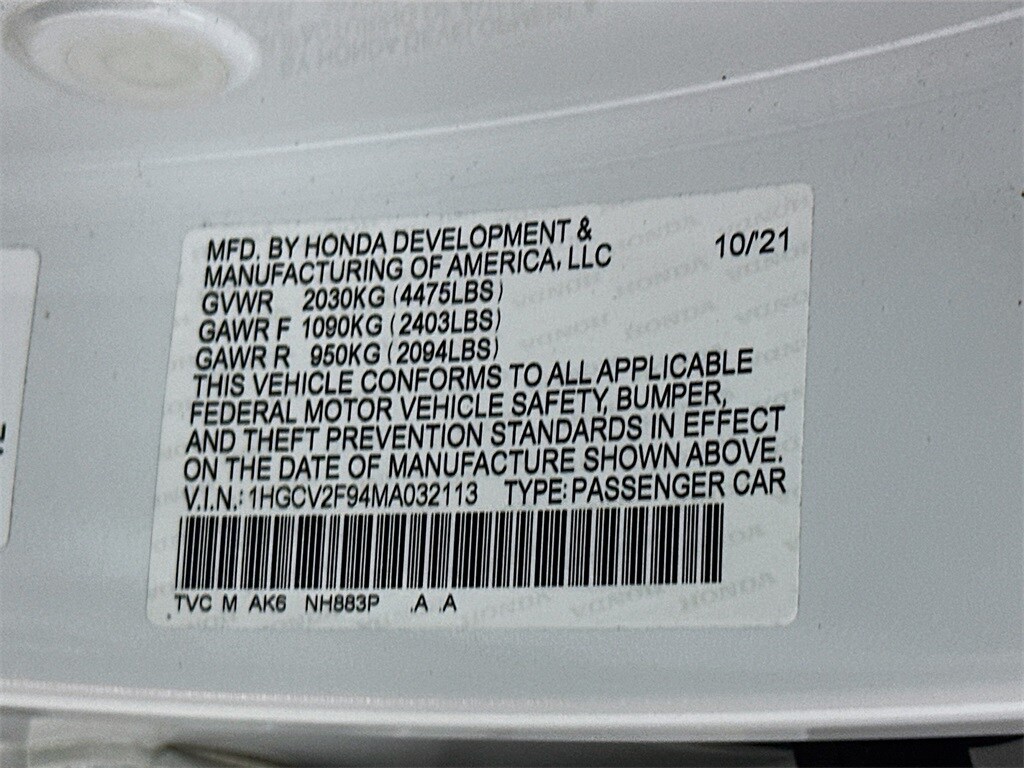 MFD. BY HONDA DEVELOPMENT & 10/'21
MANUFACTURING OF AMERICA, LLC
GVWR 2030KG (4475LBS)
GAWR F 1090KG (2403LBS)
GAWR R 950KG (2094LBS)
THIS VEHICLE CONFORMS TO ALL APPLICABLE
FEDERAL MOTOR VEHICLE SAFETY, BUMPER,
AND THEFT PREVENTION STANDARDS IN EFFECT
ON THE DATE OF MANUFACTURE SHOWN ABOVE.
V.I.N.: 1HGCV2F94MA032113 TYPE: PASSENGER CAR
TVC M AK6 NH883P .A .A